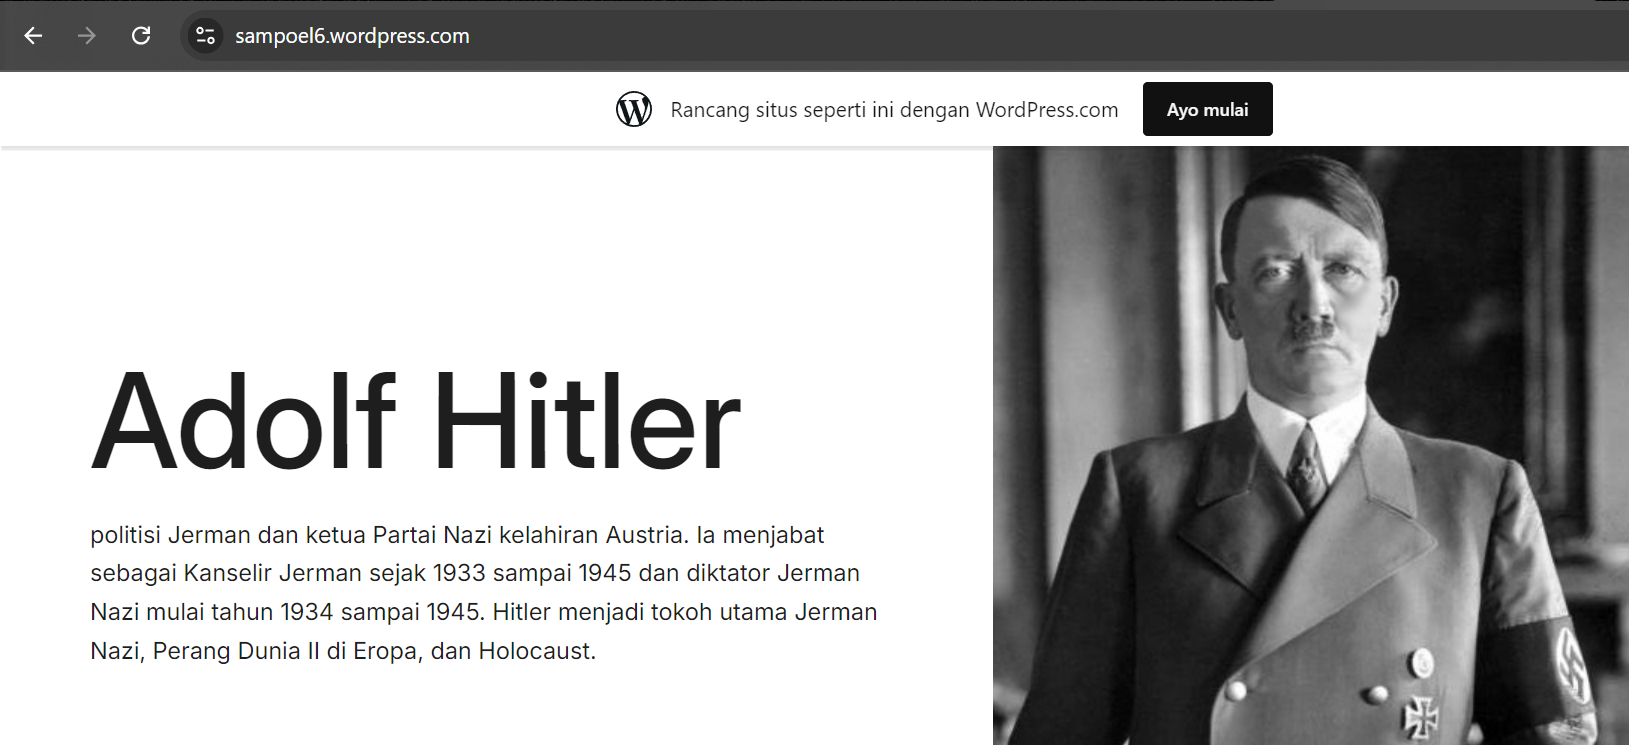 sampoel6.wordpress.com
Rancang situs seperti ini dengan WordPress.com
Ayo mulai
Adolf Hitler
politisi Jerman dan ketua Partai Nazi kelahiran Austria. Ia menjabat
sebagai Kanselir Jerman sejak 1933 sampai 1945 dan diktator Jerman
Nazi mulai tahun 1934 sampai 1945. Hitler menjadi tokoh utama Jerman
Nazi, Perang Dunia II di Eropa, dan Holocaust.